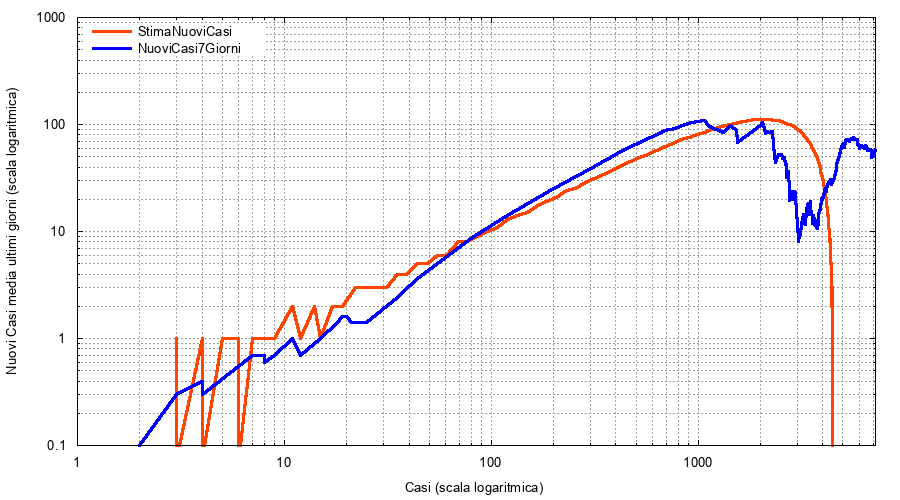 1000
100
10
1
0.1
StimaNuoviCasi
NuoviCasi7Giorni
Nuovi Casi media ultimi giorni (scala logaritmica)
1 10 100 1000
Casi (scala logaritmica)